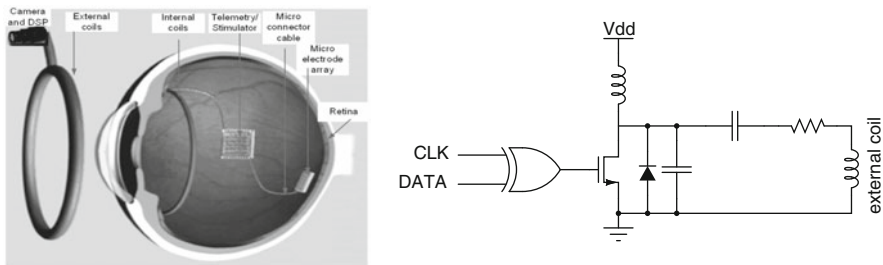 Camera
and DSP
External
coils
Internal
coils
Telemetry/
Stimulator
Micro
connector
cable
Micro
electrode
array
Retina
Vdd
CLK
DATA
external coil